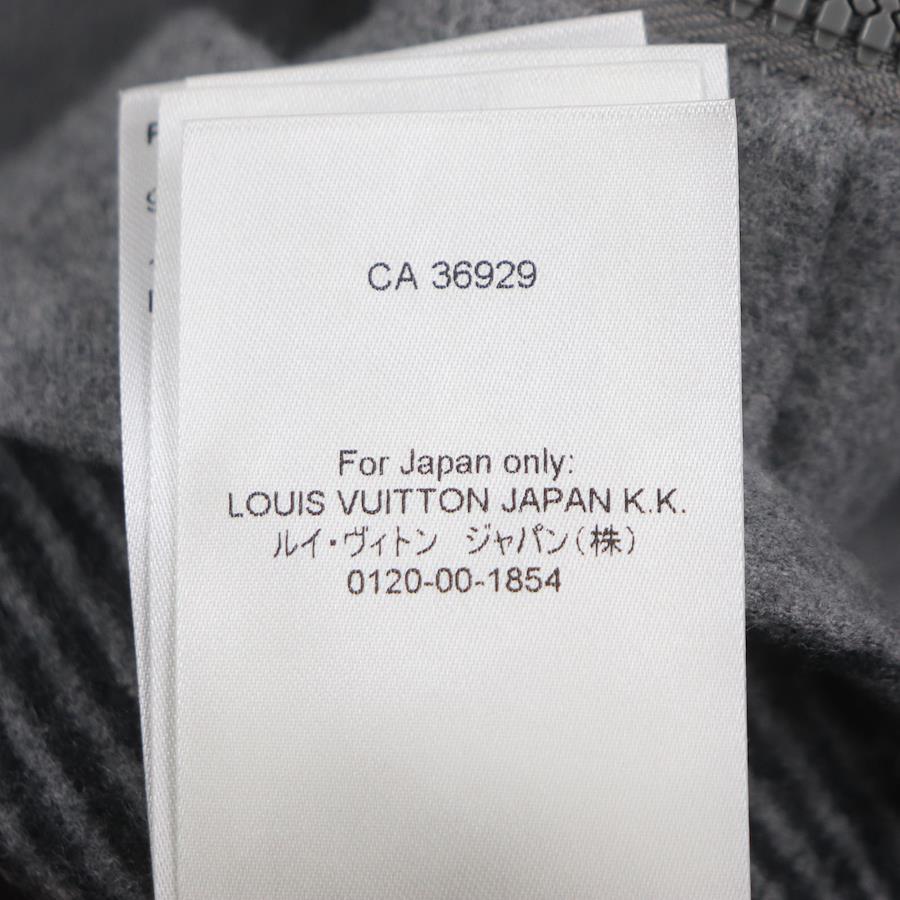 CA 36929
For Japan only:
LOUIS VUITTON JAPAN K.K.
ルイ・ヴィトン　ジャパン(株)
0120-00-1854